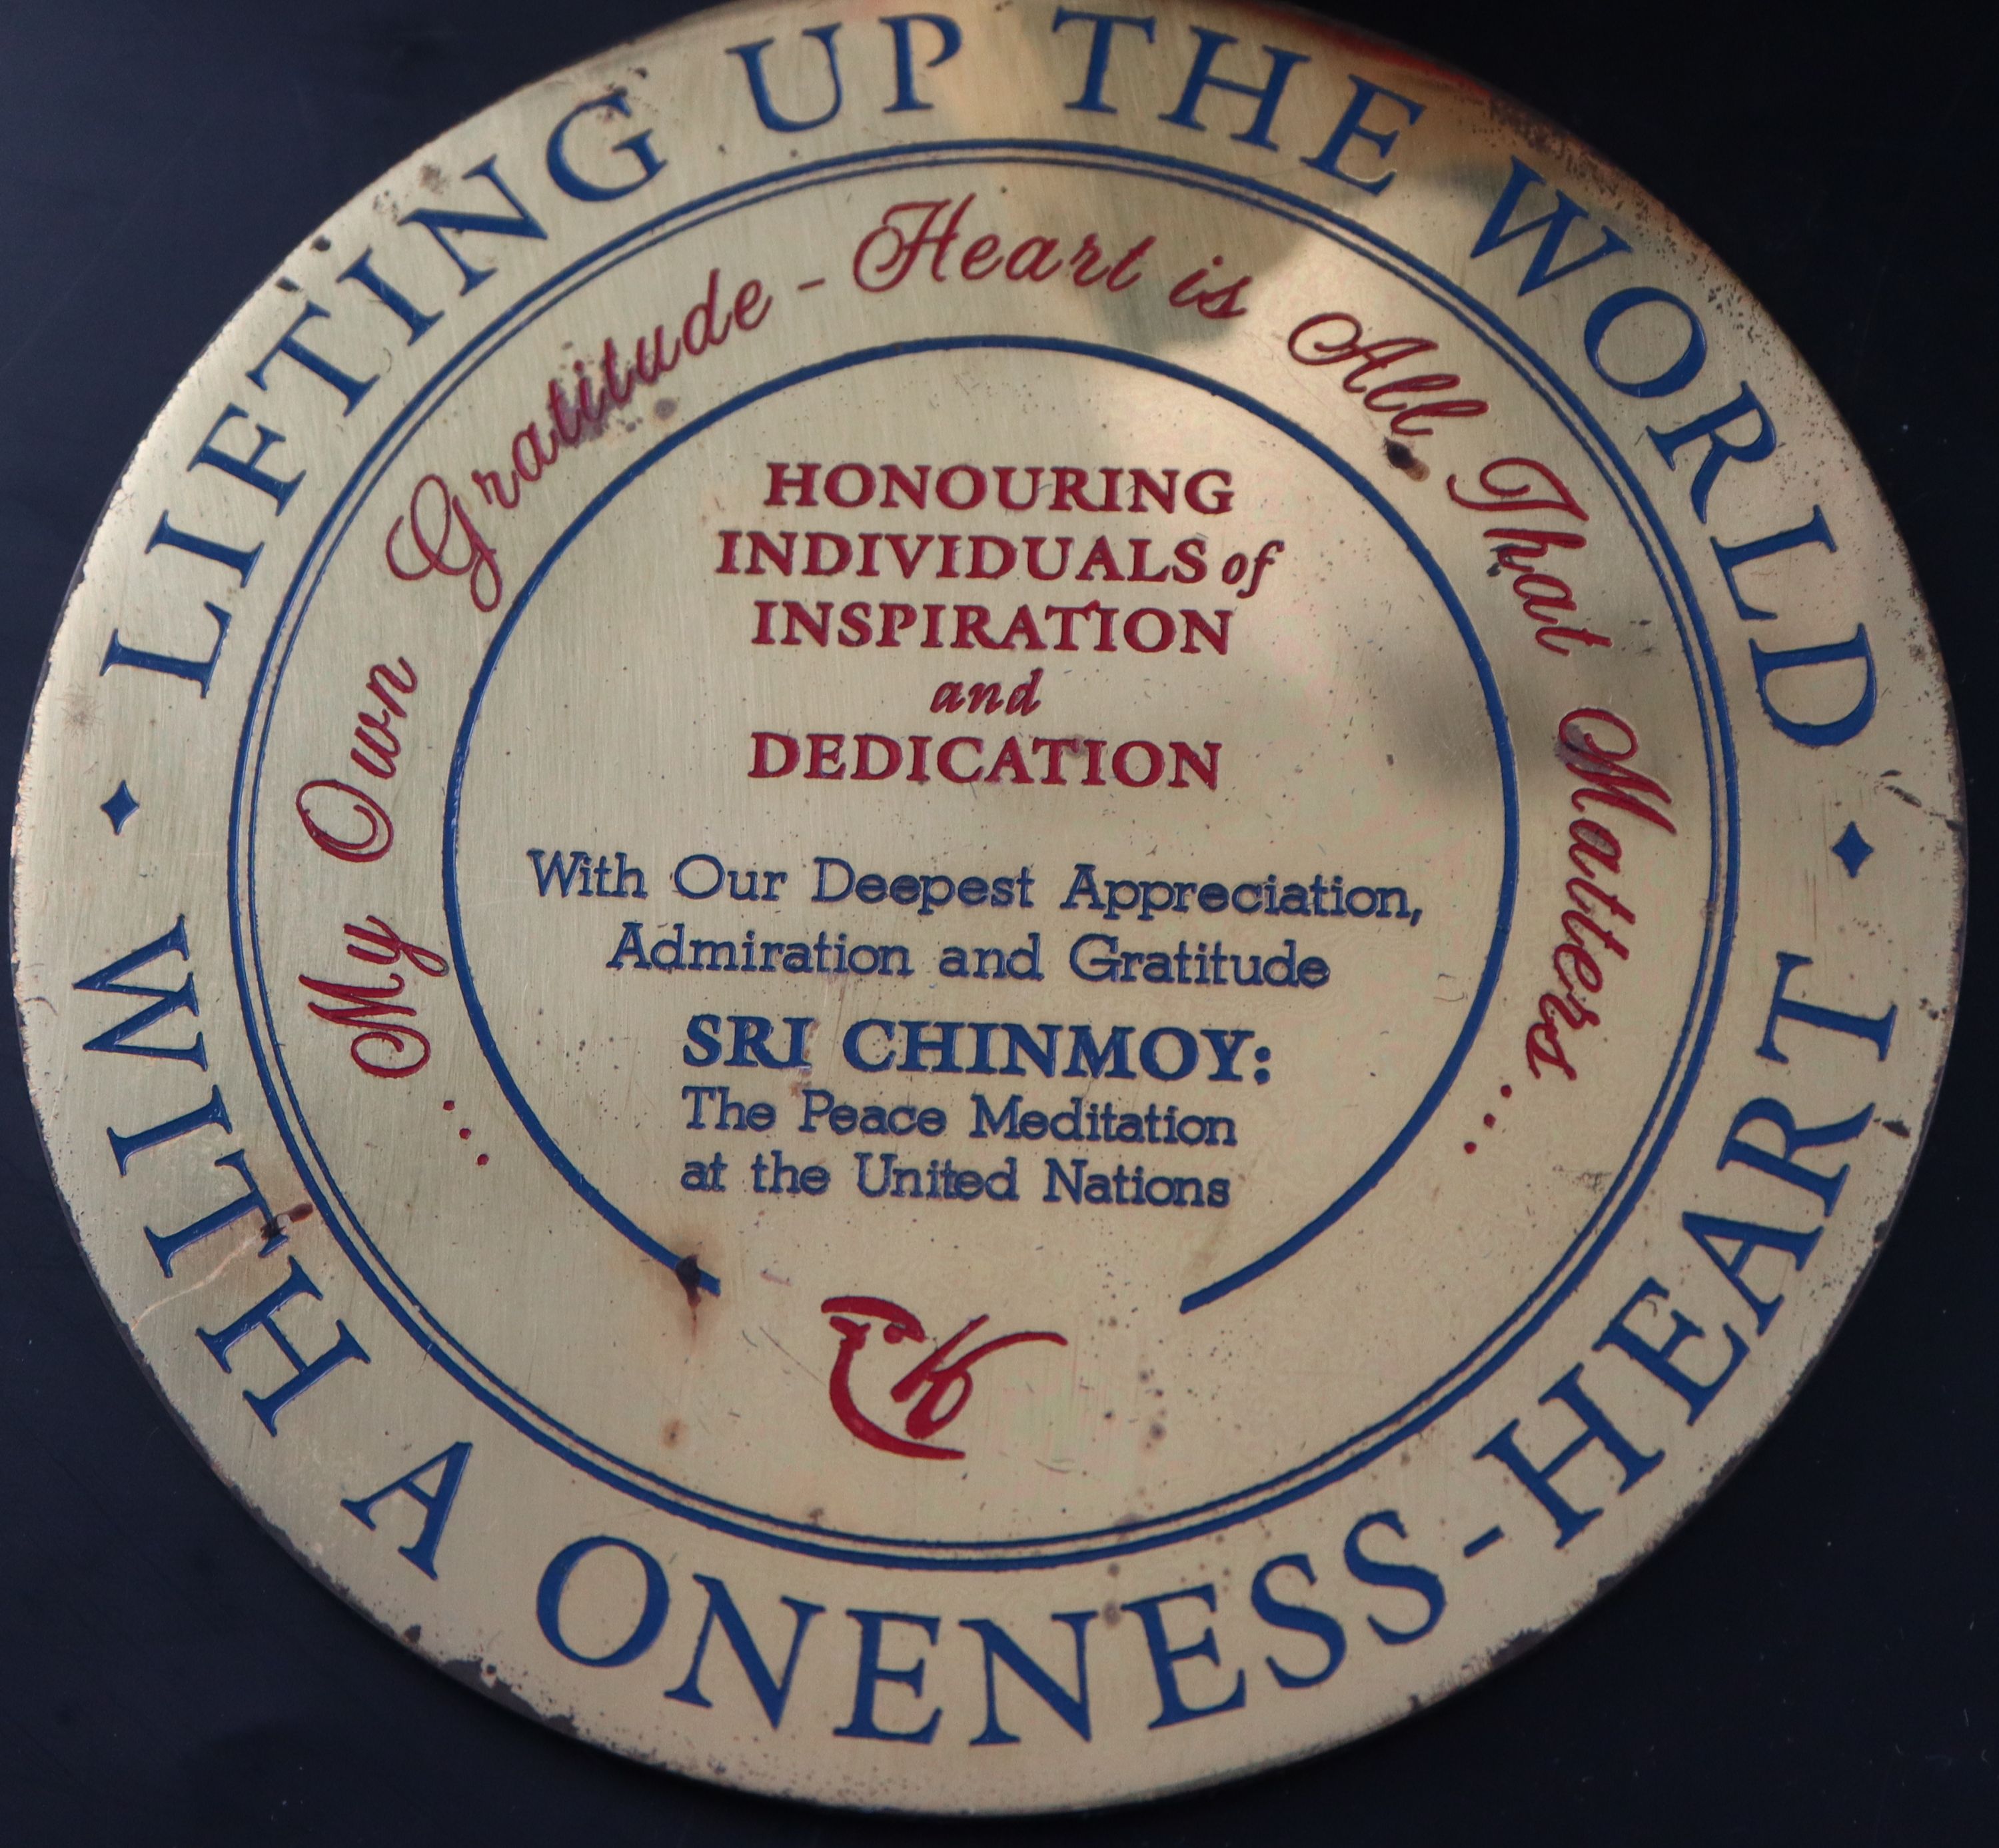 LIFTING UP THE WORLD
WITH A ONENESS-HEART
... My Own Gratitude-Heart is All That Matters...
HONOURING
INDIVIDUALS of
INSPIRATION
and
DEDICATION
With Our Deepest Appreciation,
Admiration and Gratitude
SRI CHINMOY:
The Peace Meditation
at the United Nations